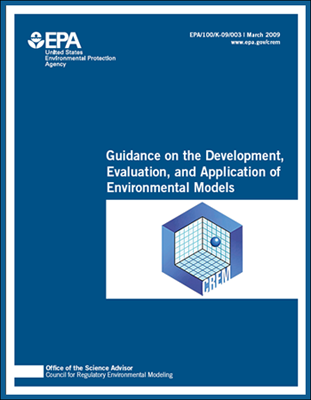 EPA/100/K-09/003 | March 2009
www.epa.gov/crem
EPA
United States
Environmental Protection
Agency
Guidance on the Development,
Evaluation, and Application of
Environmental Models
CREM
Office of the Science Advisor
Council for Regulatory Environmental Modeling